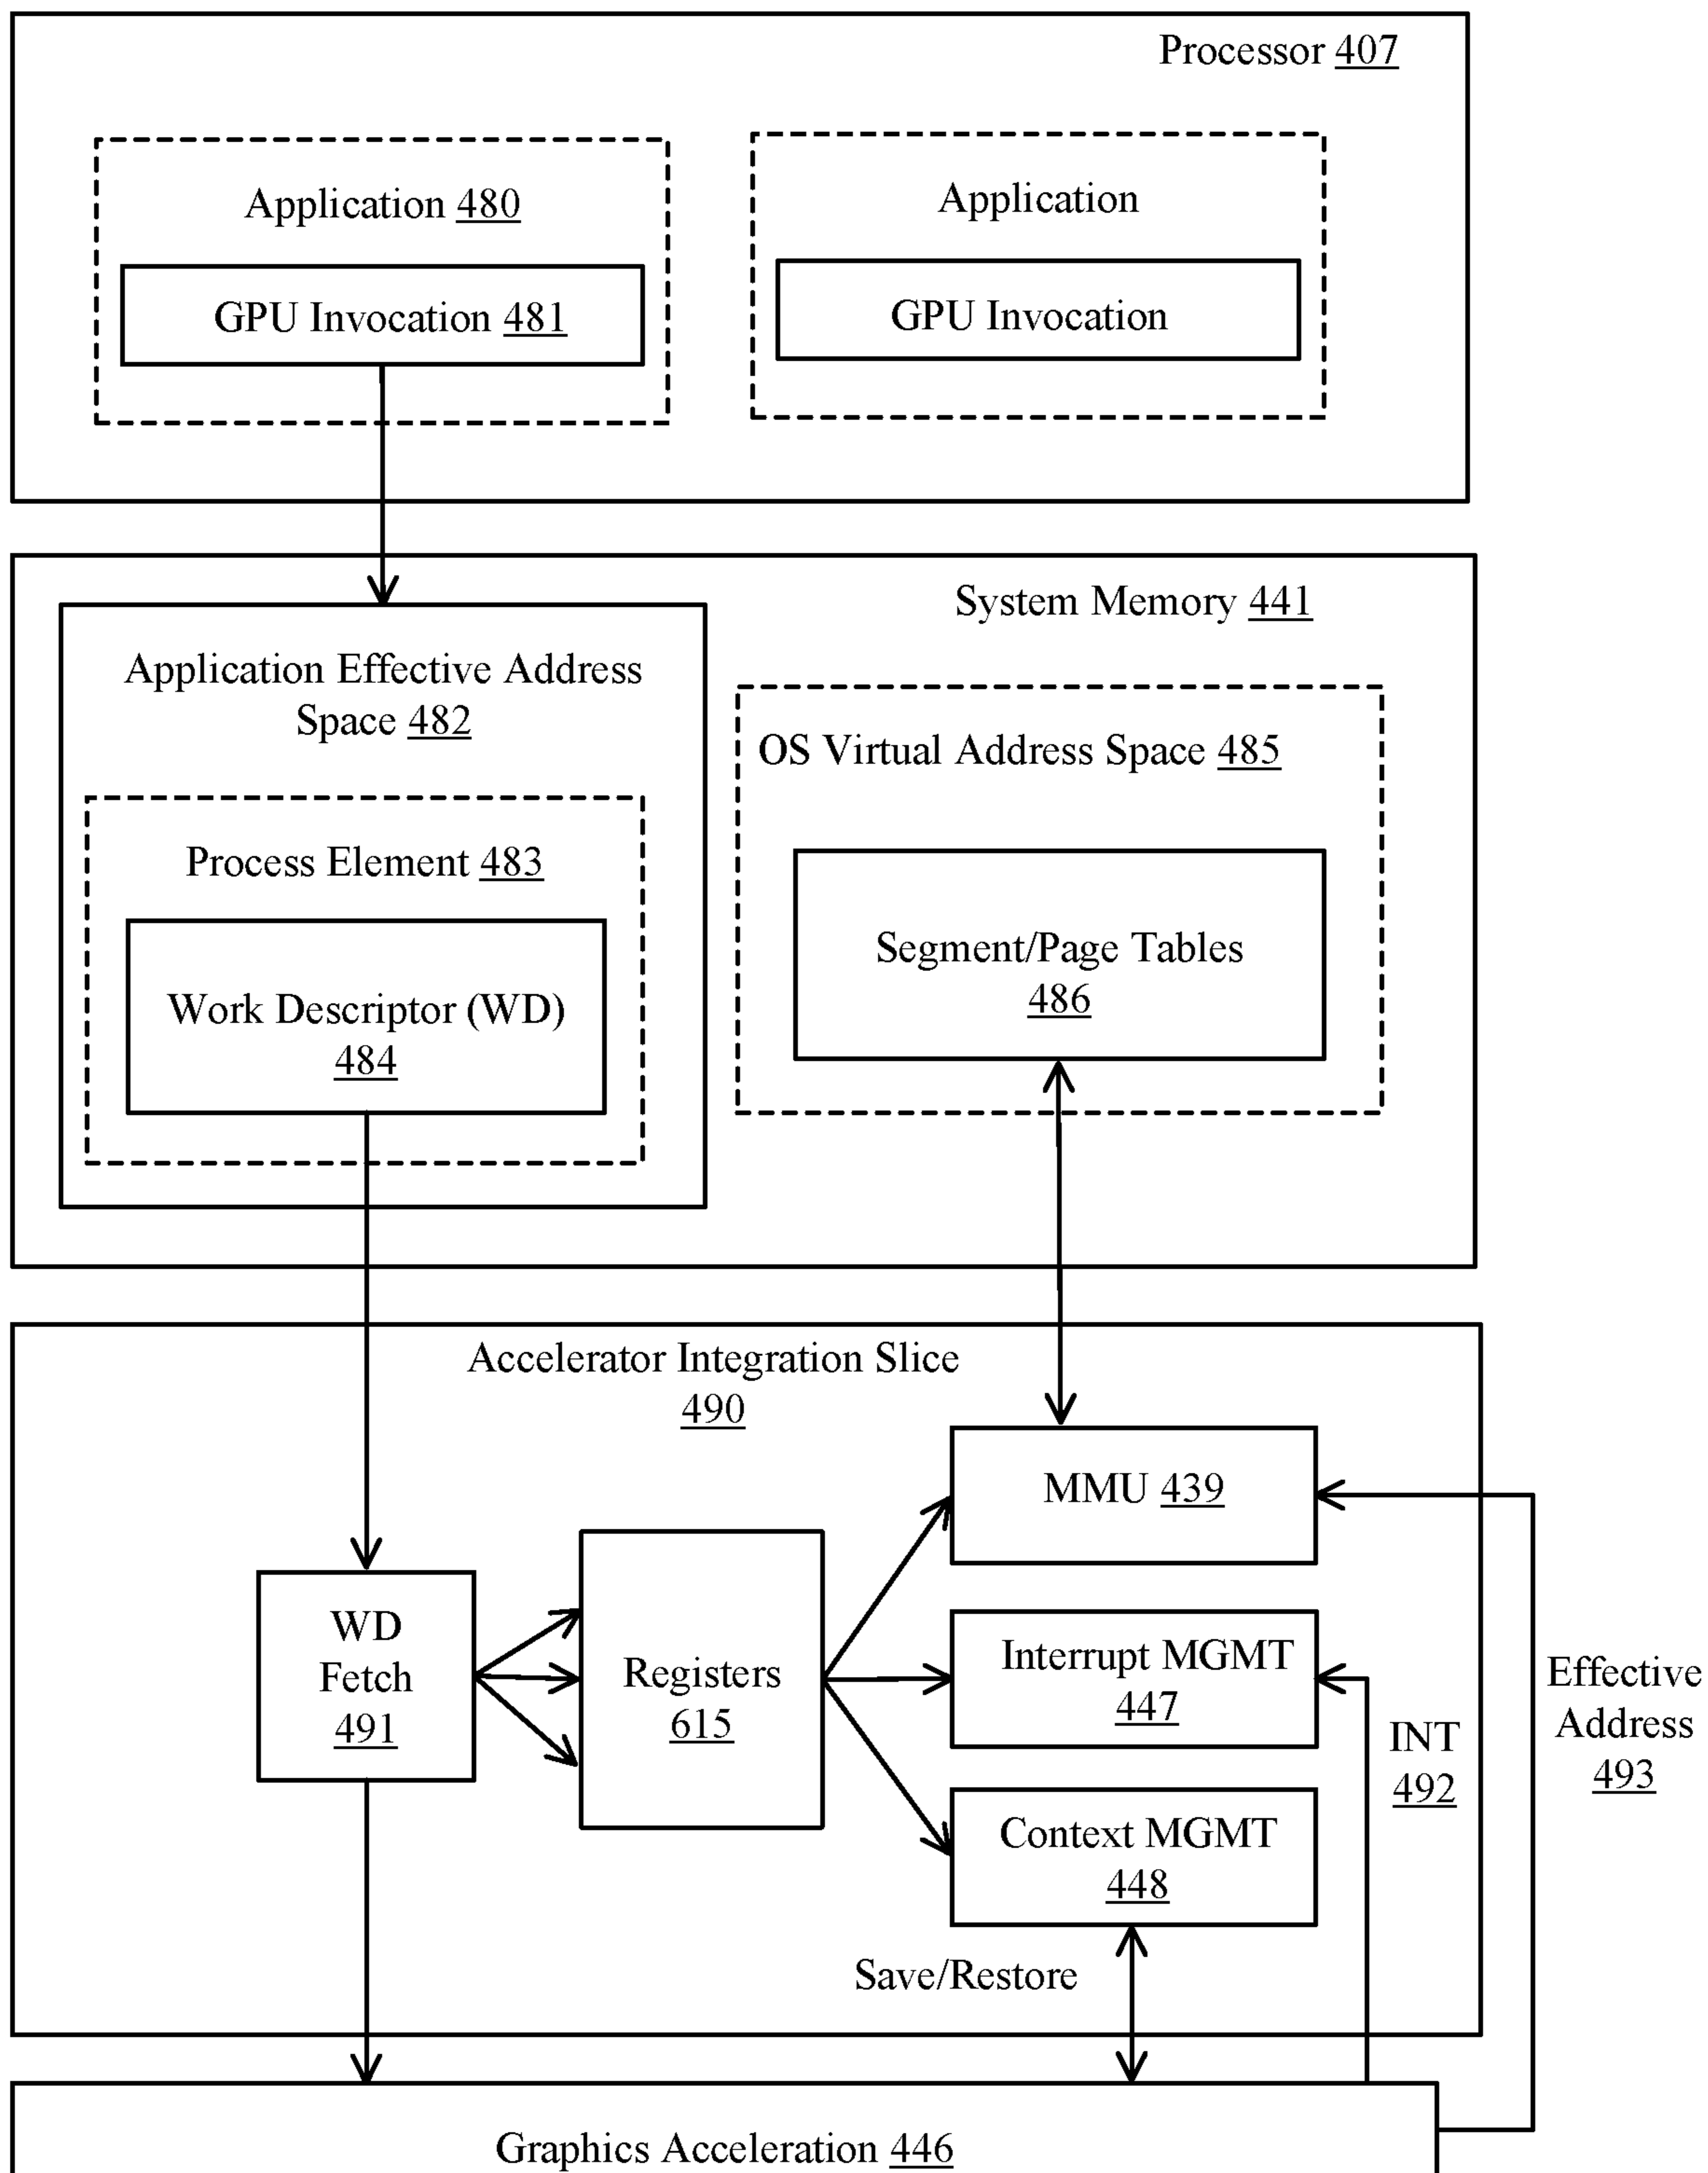 Processor 407
Application 480
GPU Invocation 481
Application
GPU Invocation
System Memory 441
Application Effective Address
Space 482
Process Element 483
Work Descriptor (WD)
484
OS Virtual Address Space 485
Segment/Page Tables
486
Accelerator Integration Slice
490
WD
Fetch
491
Registers
615
MMU 439
Interrupt MGMT
447
Context MGMT
448
Save/Restore
INT
492
Effective
Address
493
Graphics Acceleration 446